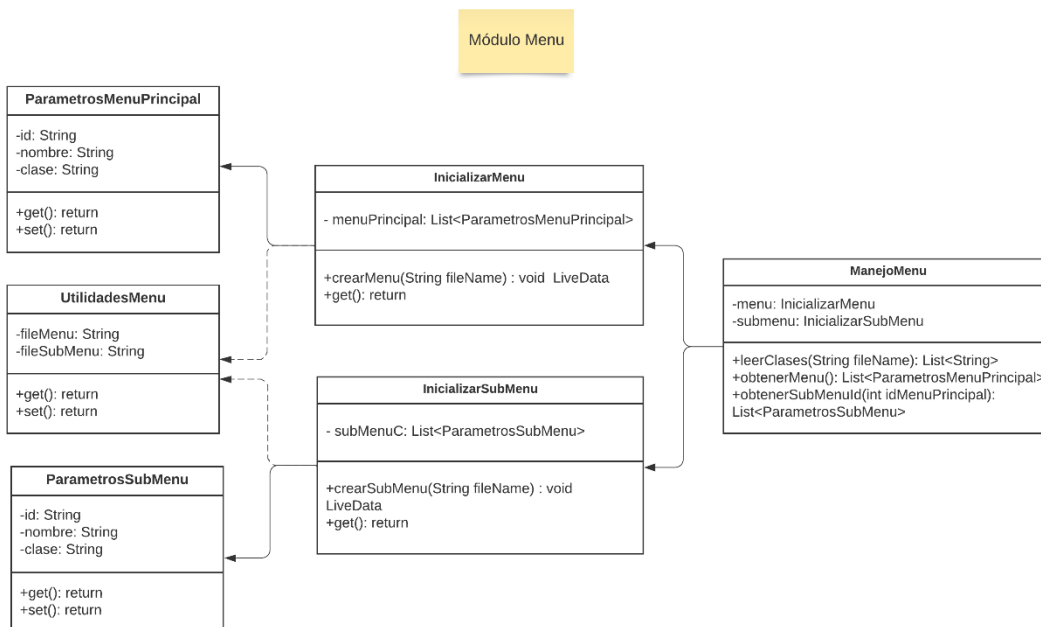 Módulo Menu
ParametrosMenuPrincipal
-id: String
-nombre: String
-clase: String
+get(): return
+set(): return
UtilidadesMenu
-fileMenu: String
-fileSubMenu: String
+get(): return
+set(): return
ParametrosSubMenu
-id: String
-nombre: String
-clase: String
+get(): return
+set(): return
InicializarMenu
- menuPrincipal: List<ParametrosMenuPrincipal>
+crearMenu(String fileName) : void  LiveData
+get(): return
InicializarSubMenu
- subMenuC: List<ParametrosSubMenu>
+crearSubMenu(String fileName) : void
LiveData
+get(): return
ManejoMenu
-menu: InicializarMenu
-submenu: InicializarSubMenu
+leerClases(String fileName): List<String>
+obtenerMenu(): List<ParametrosMenuPrincipal>
+obtenerSubMenuId(int idMenuPrincipal):
List<ParametrosSubMenu>